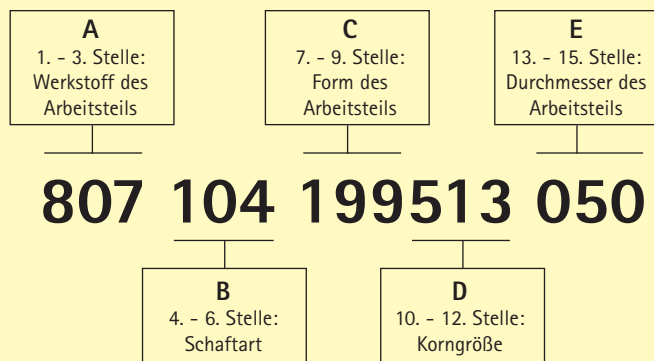 A
1. - 3. Stelle:
Werkstoff des
Arbeitsteils
C
7. - 9. Stelle:
Form des
Arbeitsteils
E
13. - 15. Stelle:
Durchmesser des
Arbeitsteils
807 104 199513 050
B
4. - 6. Stelle:
Schaftart
D
10. - 12. Stelle:
Korngröße